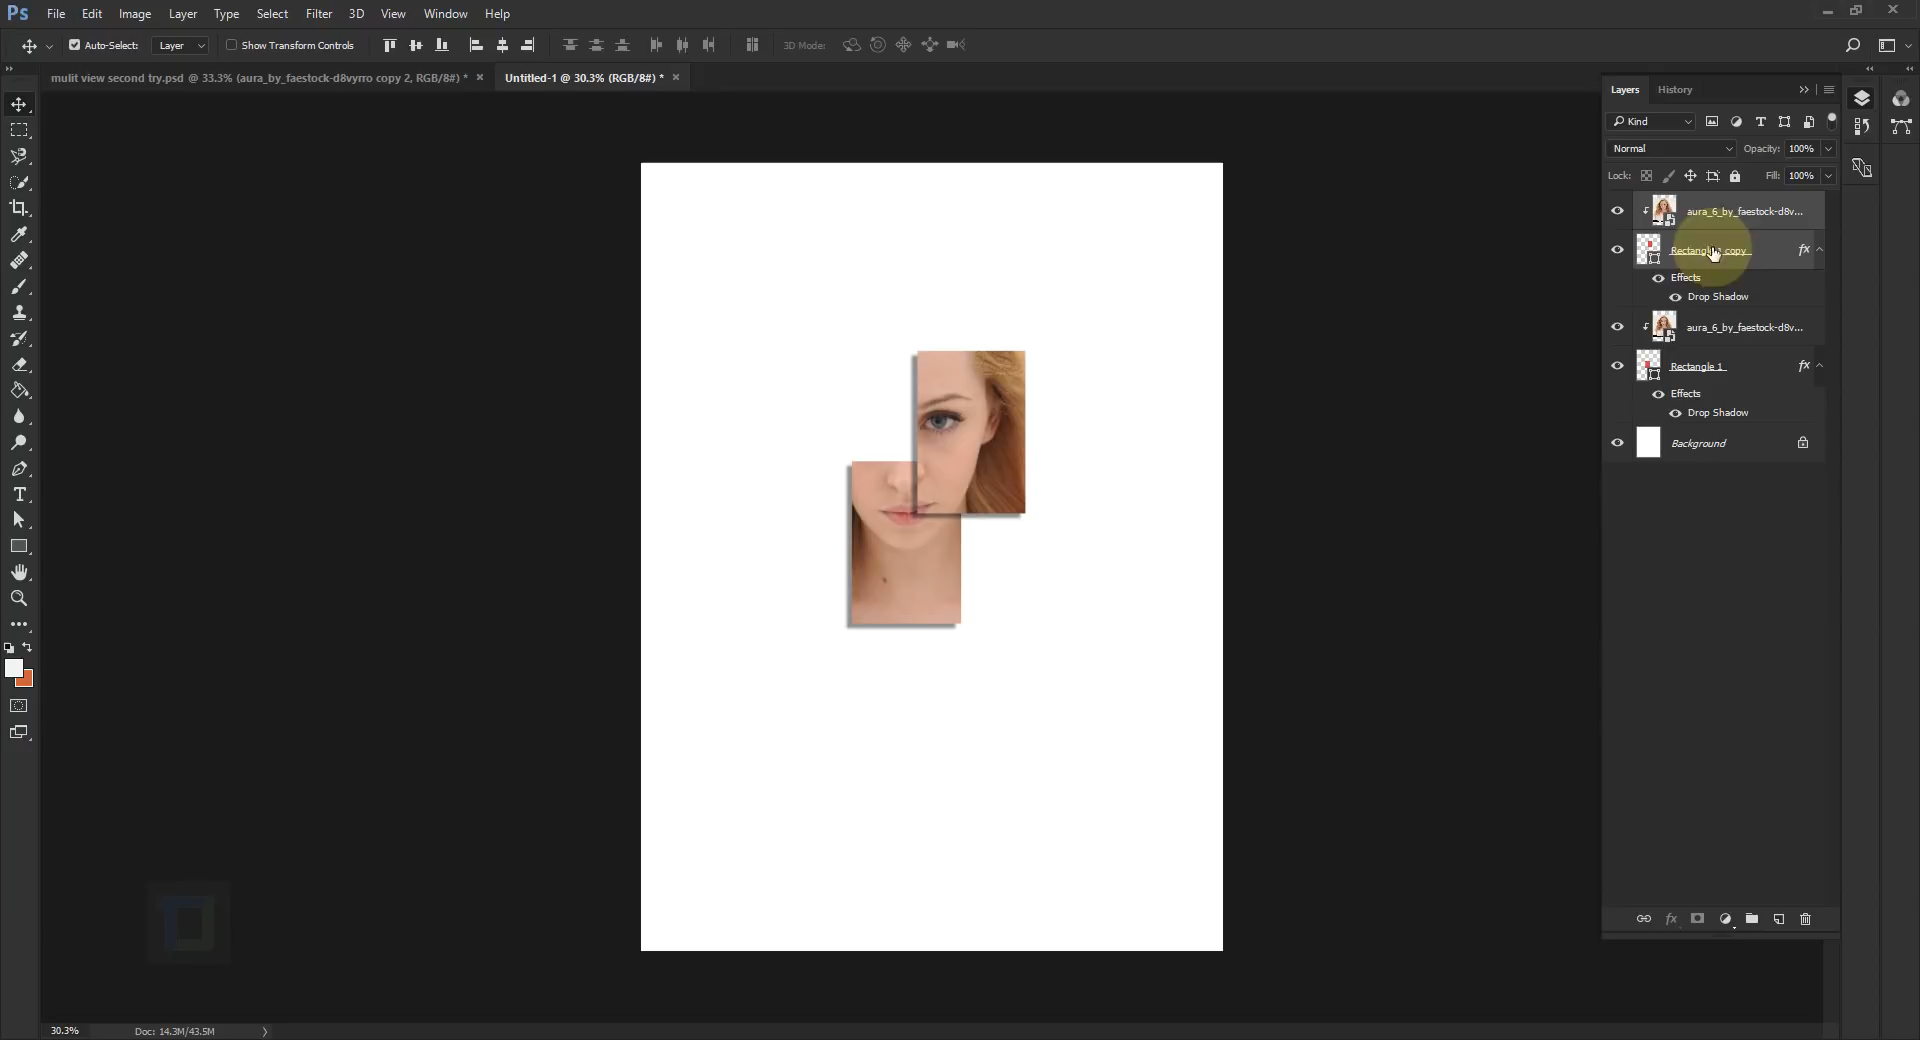 Ps File Edit Image Layer Type Select Filter 3D View Window Help
Auto-Select: Layer Show Transform Controls 3D Mode:
mulit view second try.psd @ 33.3% (aura_by_faestock-d8vyrro copy 2, RGB/8#) * × Untitled-1 @ 30.3% (RGB/8#) * ×
Layers History
Kind
Normal Opacity: 100%
Lock: Fill: 100%
aura_6_by_faestock-d8v...
copy fx
Effects
Drop Shadow
aura_6_by_faestock-d8v...
Rectangle 1 fx
Effects
Drop Shadow
Background
fx
30.3% Doc: 14.3M/43.5M